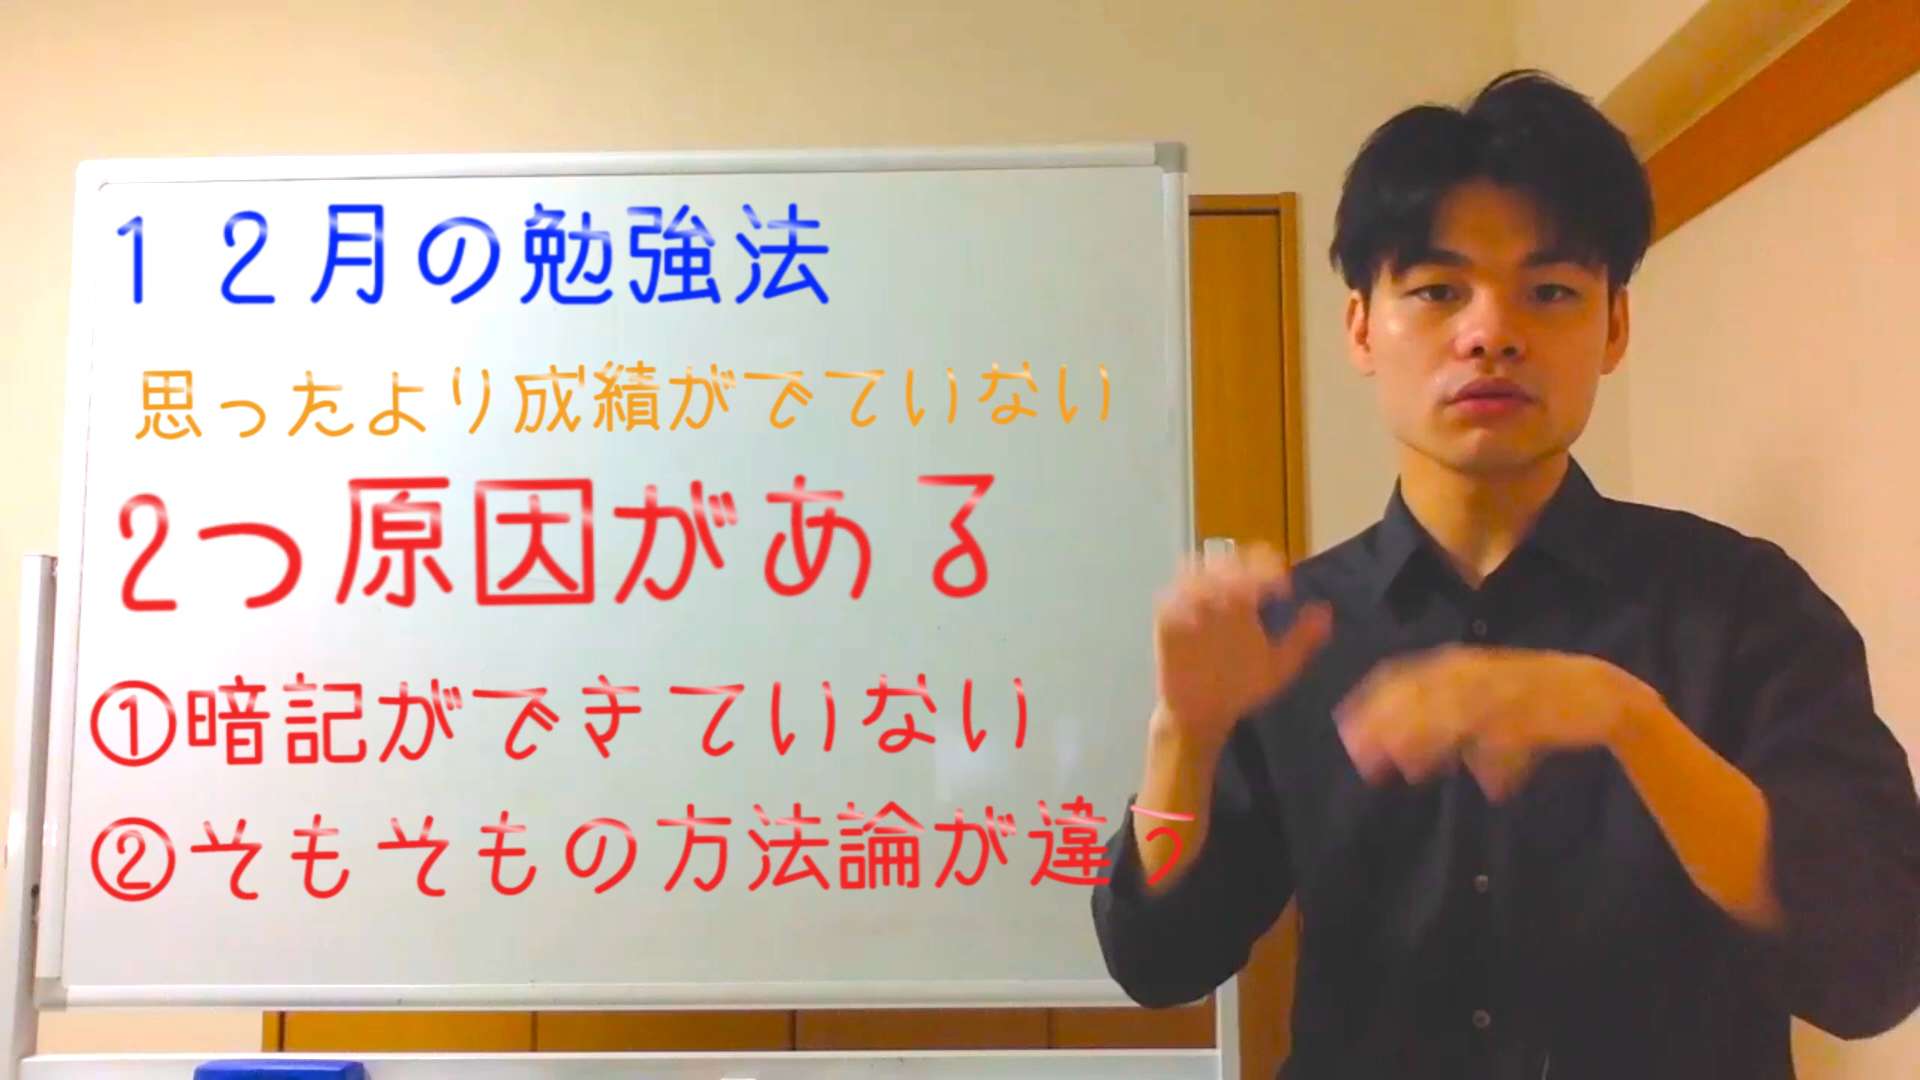 12月の勉強法
思ったより成績がでていない
2つ原因がある
①暗記ができていない
②そもそもの方法論が違う